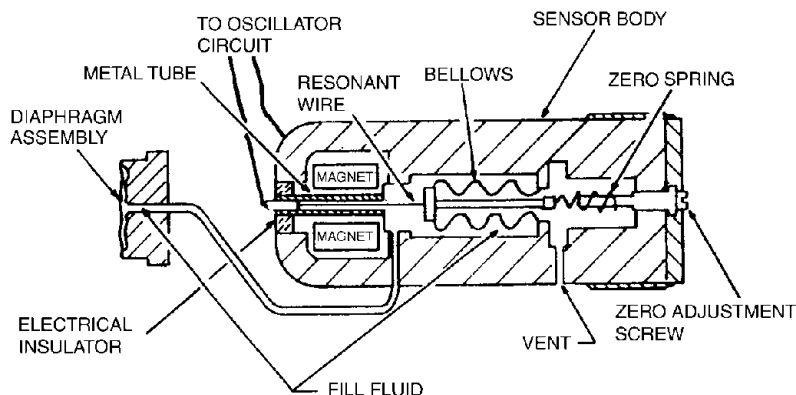 TO OSCILLATOR
CIRCUIT
SENSOR BODY
METAL TUBE
RESONANT
WIRE
BELLOWS
ZERO SPRING
DIAPHRAGM
ASSEMBLY
MAGNET
MAGNET
ELECTRICAL
INSULATOR
FILL FLUID
VENT
ZERO ADJUSTMENT
SCREW